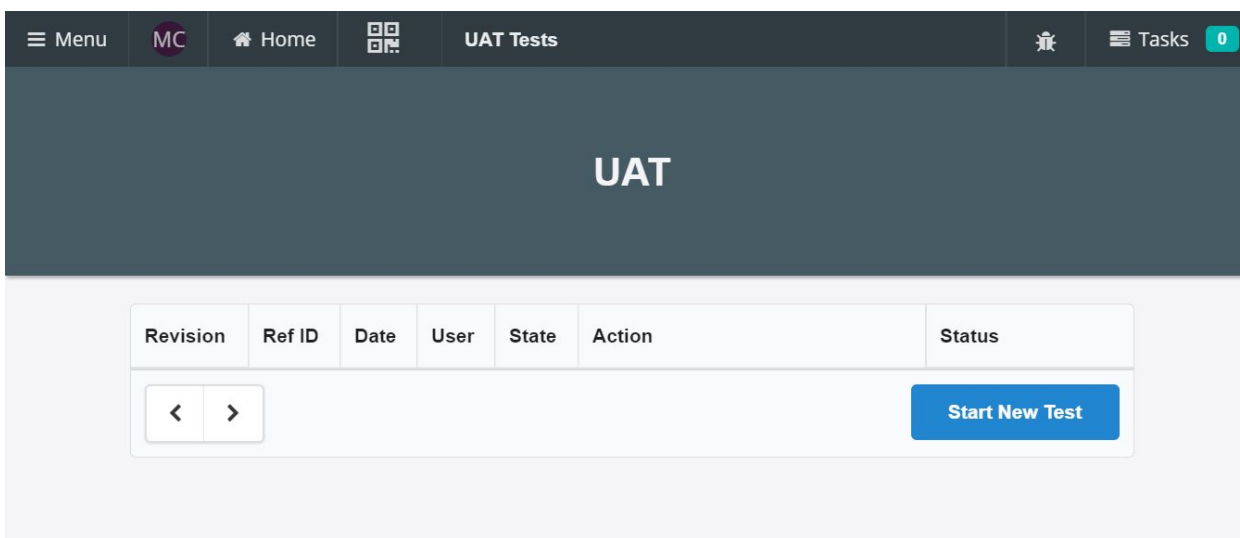 Menu MC Home UAT Tests Tasks 0
UAT
Revision Ref ID Date User State Action Status
Start New Test